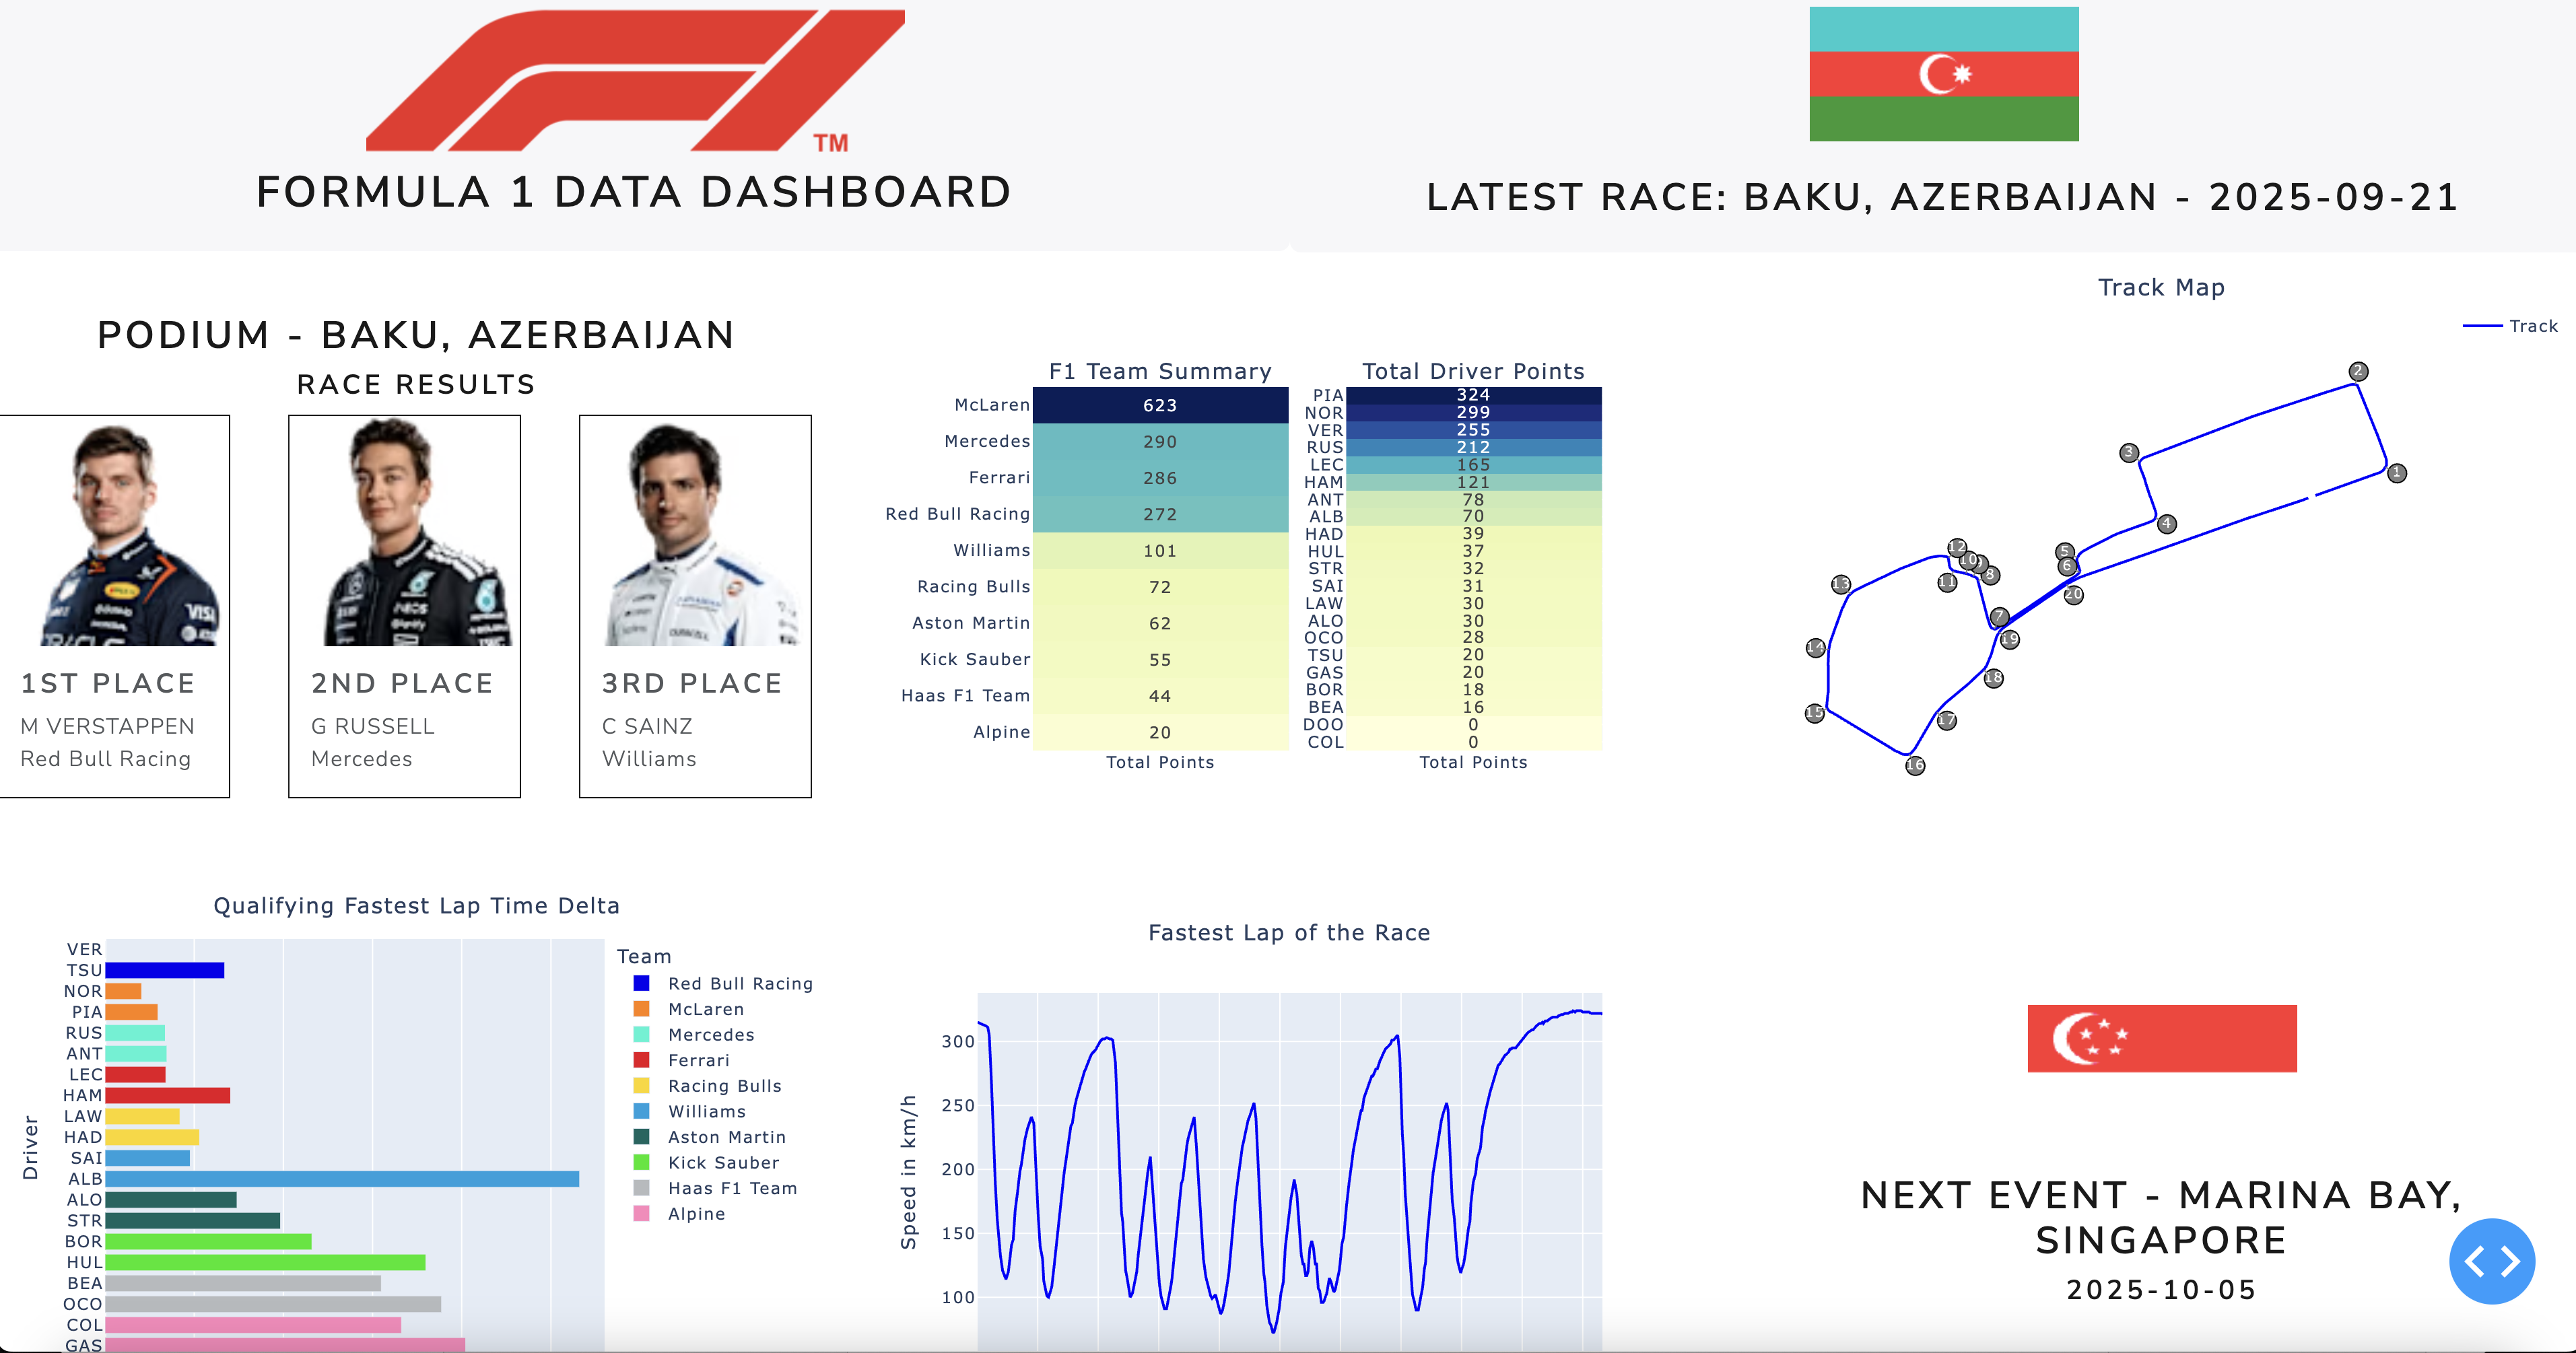 TM
FORMULA 1 DATA DASHBOARD
LATEST RACE: BAKU, AZERBAIJAN - 2025-09-21
PODIUM - BAKU, AZERBAIJAN
RACE RESULTS
VISA
1ST PLACE
M VERSTAPPEN
Red Bull Racing
INEOS
2ND PLACE
G RUSSELL
Mercedes
3RD PLACE
C SAINZ
Williams
F1 Team Summary
McLaren 623
Mercedes 290
Ferrari 286
Red Bull Racing 272
Williams 101
Racing Bulls 72
Aston Martin 62
Kick Sauber 55
Haas F1 Team 44
Alpine 20
Total Points
Total Driver Points
PIA 324
NOR 299
VER 255
RUS 212
LEC 165
HAM 121
ANT 78
ALB 70
HAD 39
HUL 37
STR 32
SAI 31
LAW 30
ALO 30
OCO 28
TSU 20
GAS 20
BOR 18
BEA 16
DOO 0
COL 0
Total Points
Track Map
Track
2
3
1
4
5
6
12
10
8
11
13
20
7
19
14
18
15
17
16
Qualifying Fastest Lap Time Delta
Driver
VER
TSU
NOR
PIA
RUS
ANT
LEC
HAM
LAW
HAD
SAI
ALB
ALO
STR
BOR
HUL
BEA
OCO
COL
GAS
Team
Red Bull Racing
McLaren
Mercedes
Ferrari
Racing Bulls
Williams
Aston Martin
Kick Sauber
Haas F1 Team
Alpine
Fastest Lap of the Race
Speed in km/h
300
250
200
150
100
NEXT EVENT - MARINA BAY,
SINGAPORE
2025-10-05